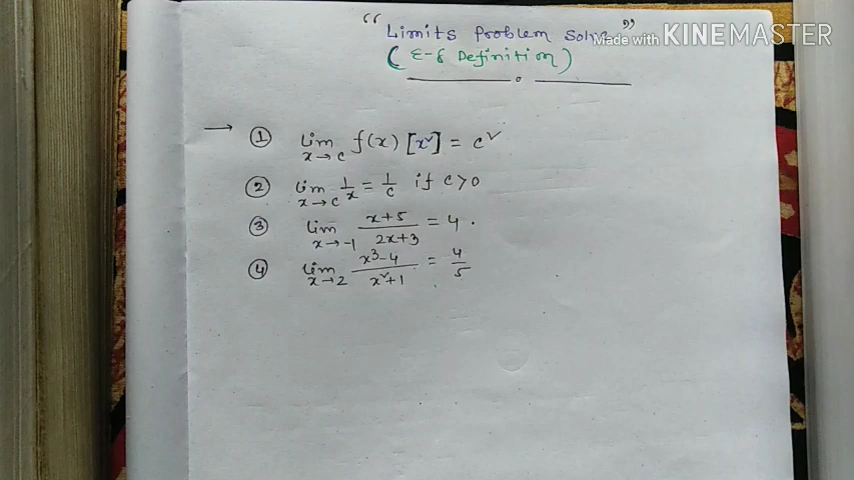 "Limits Problem Solve"
Made with KINEMASTER
(ε-δ Definition)
→ ① lim x→c f(x) [x²] = c²
② lim x→c 1/x = 1/c if c>0
③ lim x→-1 x+5/2x+3 = 4.
④ lim x→2 x³-4/x²+1 = 4/5